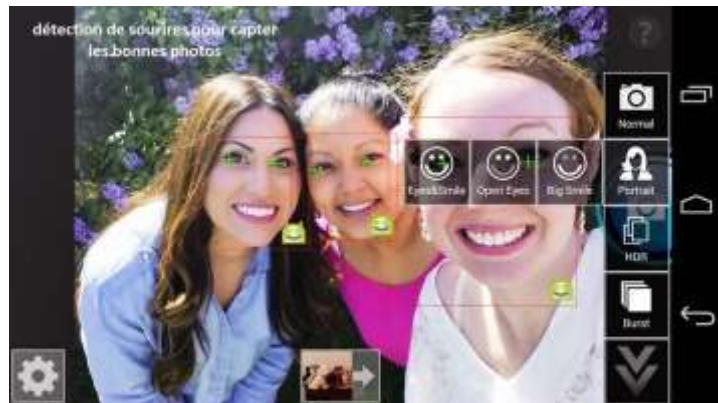 détection de sourires pour capter
les bonnes photos
?
Normal
Eyes&Smile Open Eyes Big Smile Portrait
HDR
Burst